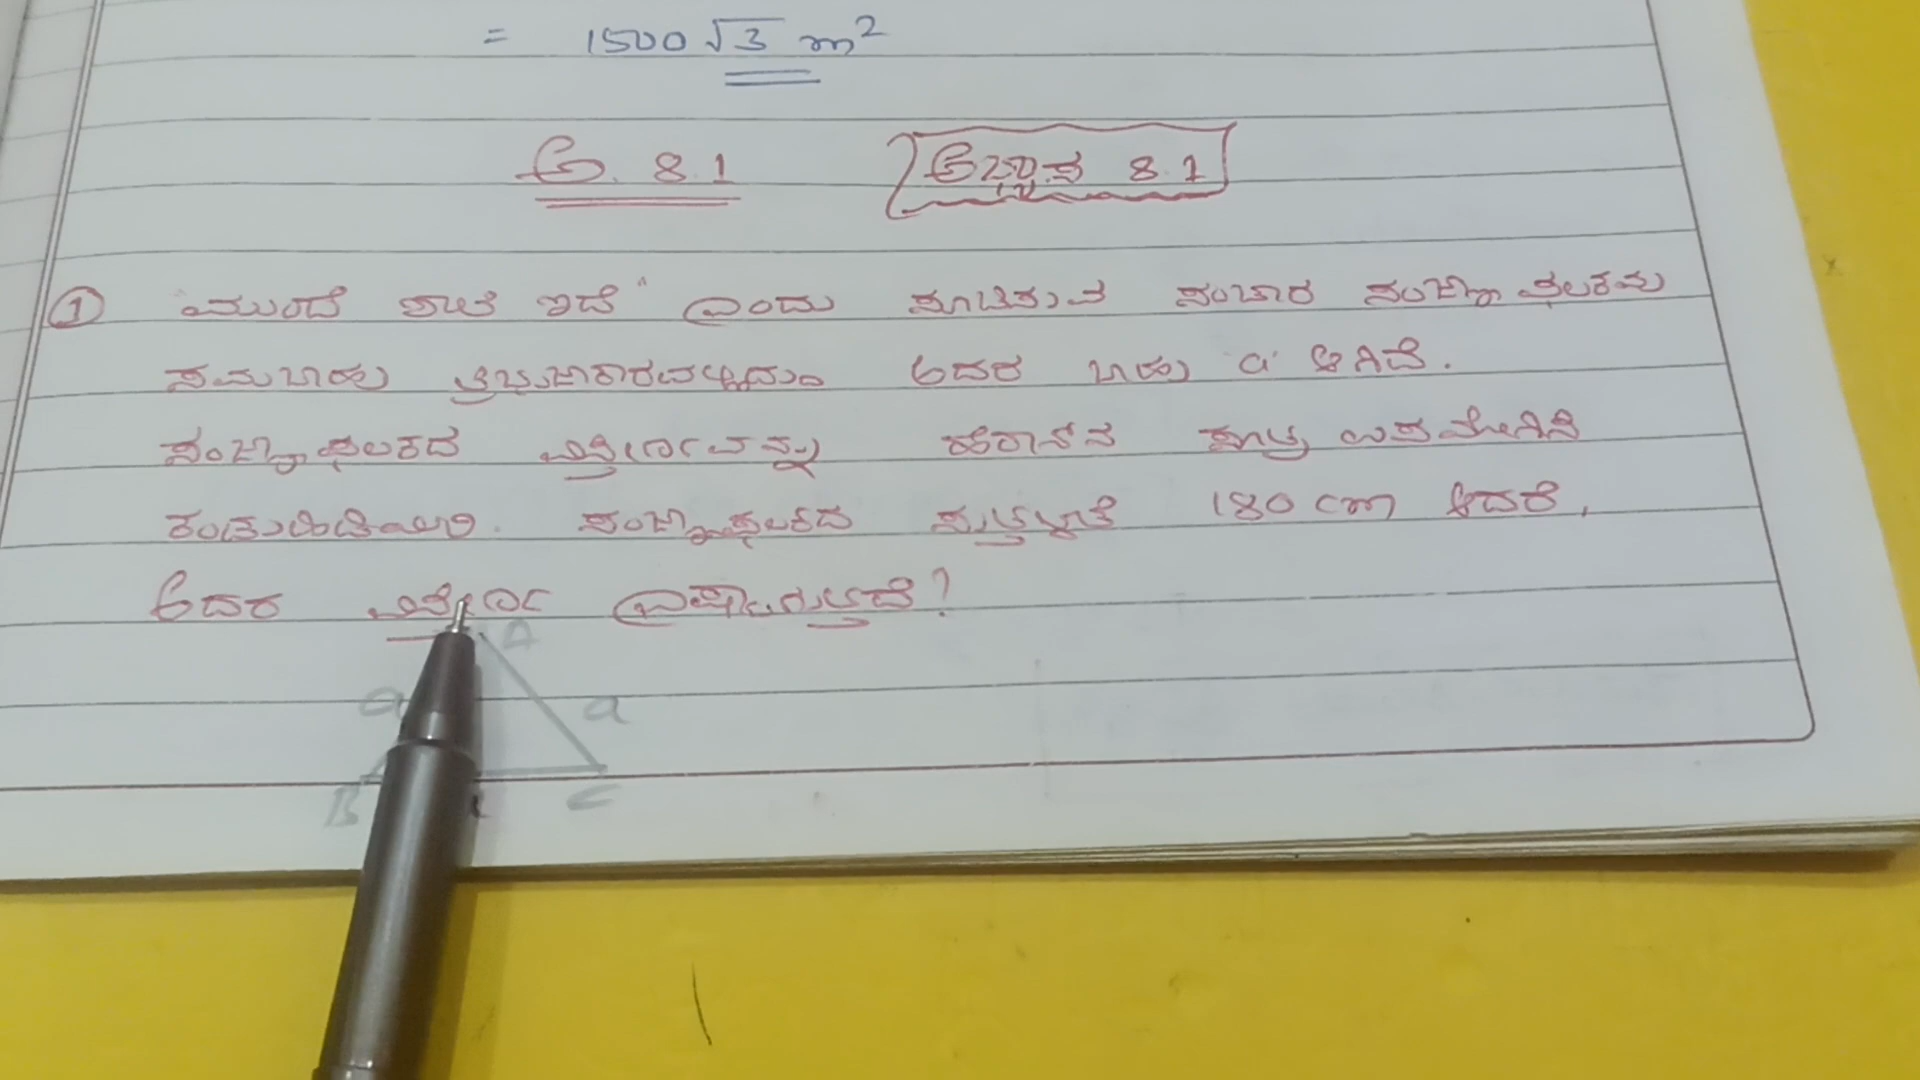 = 1500 √3 m²
ಅ. 8.1 ಅಭ್ಯಾಸ 8.1
① "ಮುಂದೆ ಶಾಲೆ ಇದೆ" ಎಂದು ಸೂಚಿಸುವ ಸಂಚಾರ ಸಂಜ್ಞಾ ಫಲಕವು
ಸಮಬಾಹು ತ್ರಿಭುಜಾಕಾರವಾಗಿದ್ದು ಅದರ ಬಾಹು 'a' ಆಗಿದೆ.
ಸಂಜ್ಞಾ ಫಲಕದ ವಿಸ್ತೀರ್ಣವನ್ನು ಹೆರಾನ್‌ನ ಸೂತ್ರ ಉಪಯೋಗಿಸಿ
ಕಂಡುಹಿಡಿಯಿರಿ. ಸಂಜ್ಞಾ ಫಲಕದ ಸುತ್ತಳತೆ 180 cm ಆದರೆ,
ಅದರ ವಿಸ್ತೀರ್ಣ ಎಷ್ಟಿರುತ್ತದೆ?
A
a a
B C